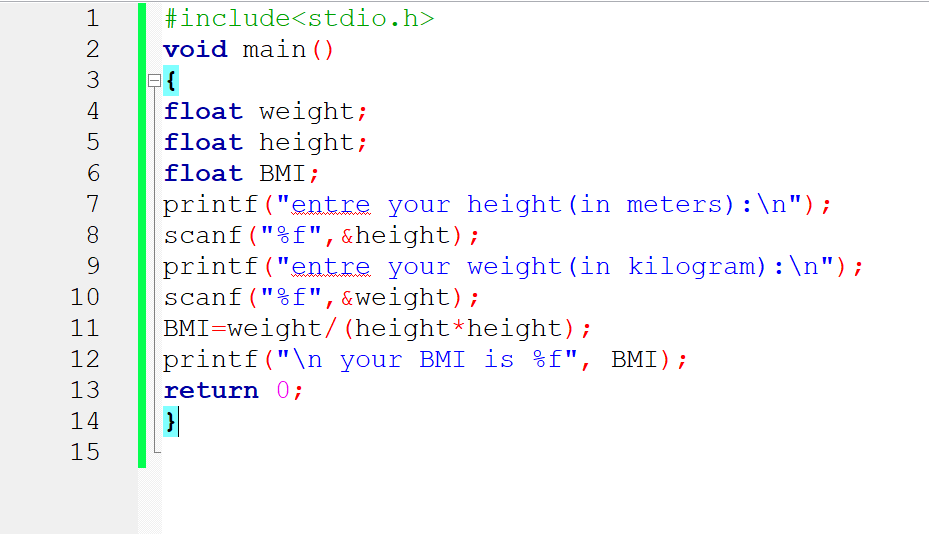 1 #include<stdio.h>
2 void main()
3 {
4 float weight;
5 float height;
6 float BMI;
7 printf("entre your height(in meters):\n");
8 scanf("%f",&height);
9 printf("entre your weight(in kilogram):\n");
10 scanf("%f",&weight);
11 BMI=weight/(height*height);
12 printf("\n your BMI is %f", BMI);
13 return 0;
14 }
15